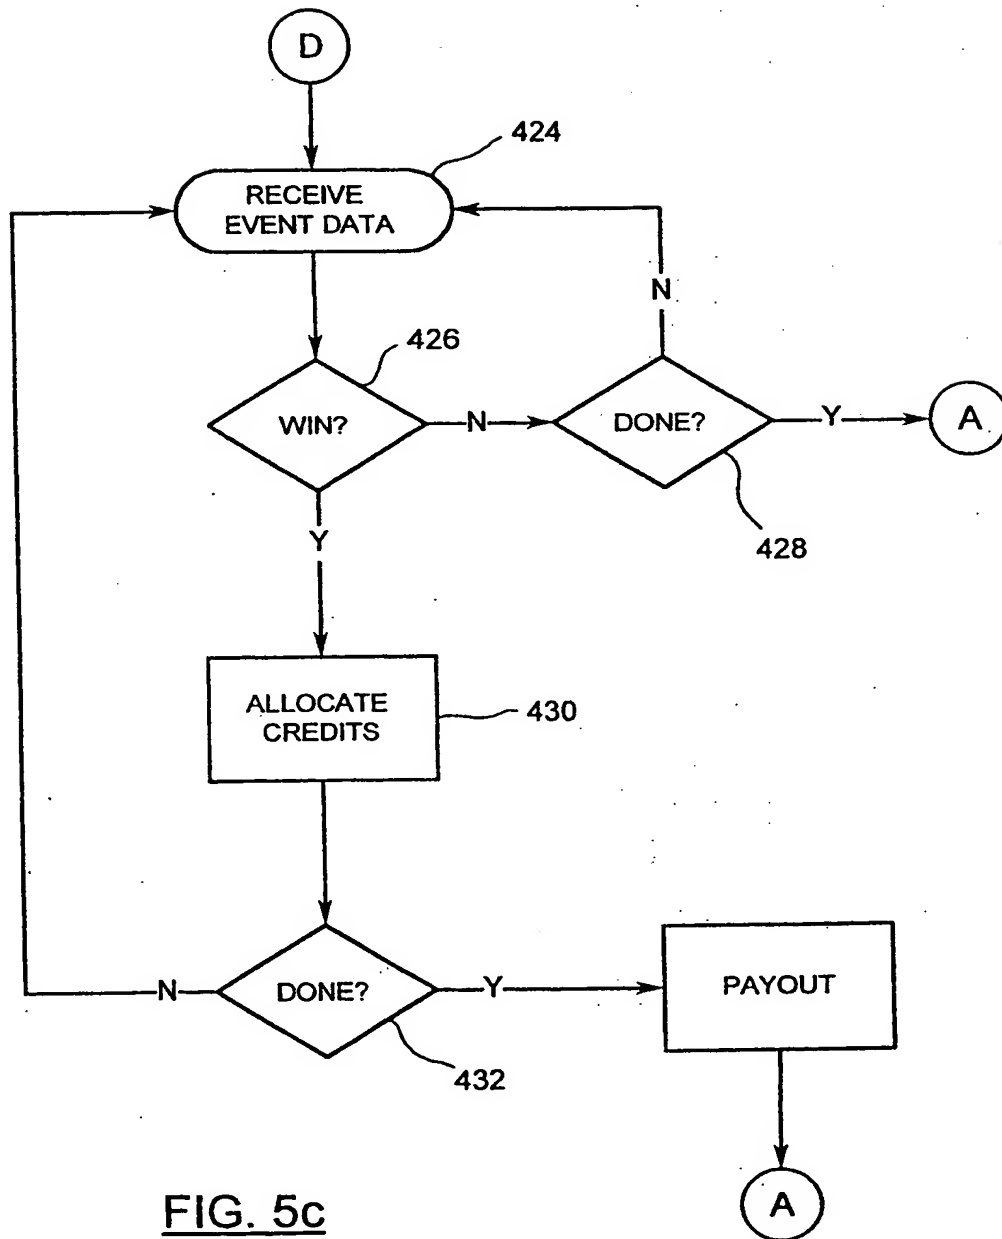 D
424
RECEIVE
EVENT DATA
N
426
WIN?
N
DONE?
Y
A
428
Y
ALLOCATE
CREDITS
430
N
DONE?
Y
PAYOUT
432
A
FIG. 5c